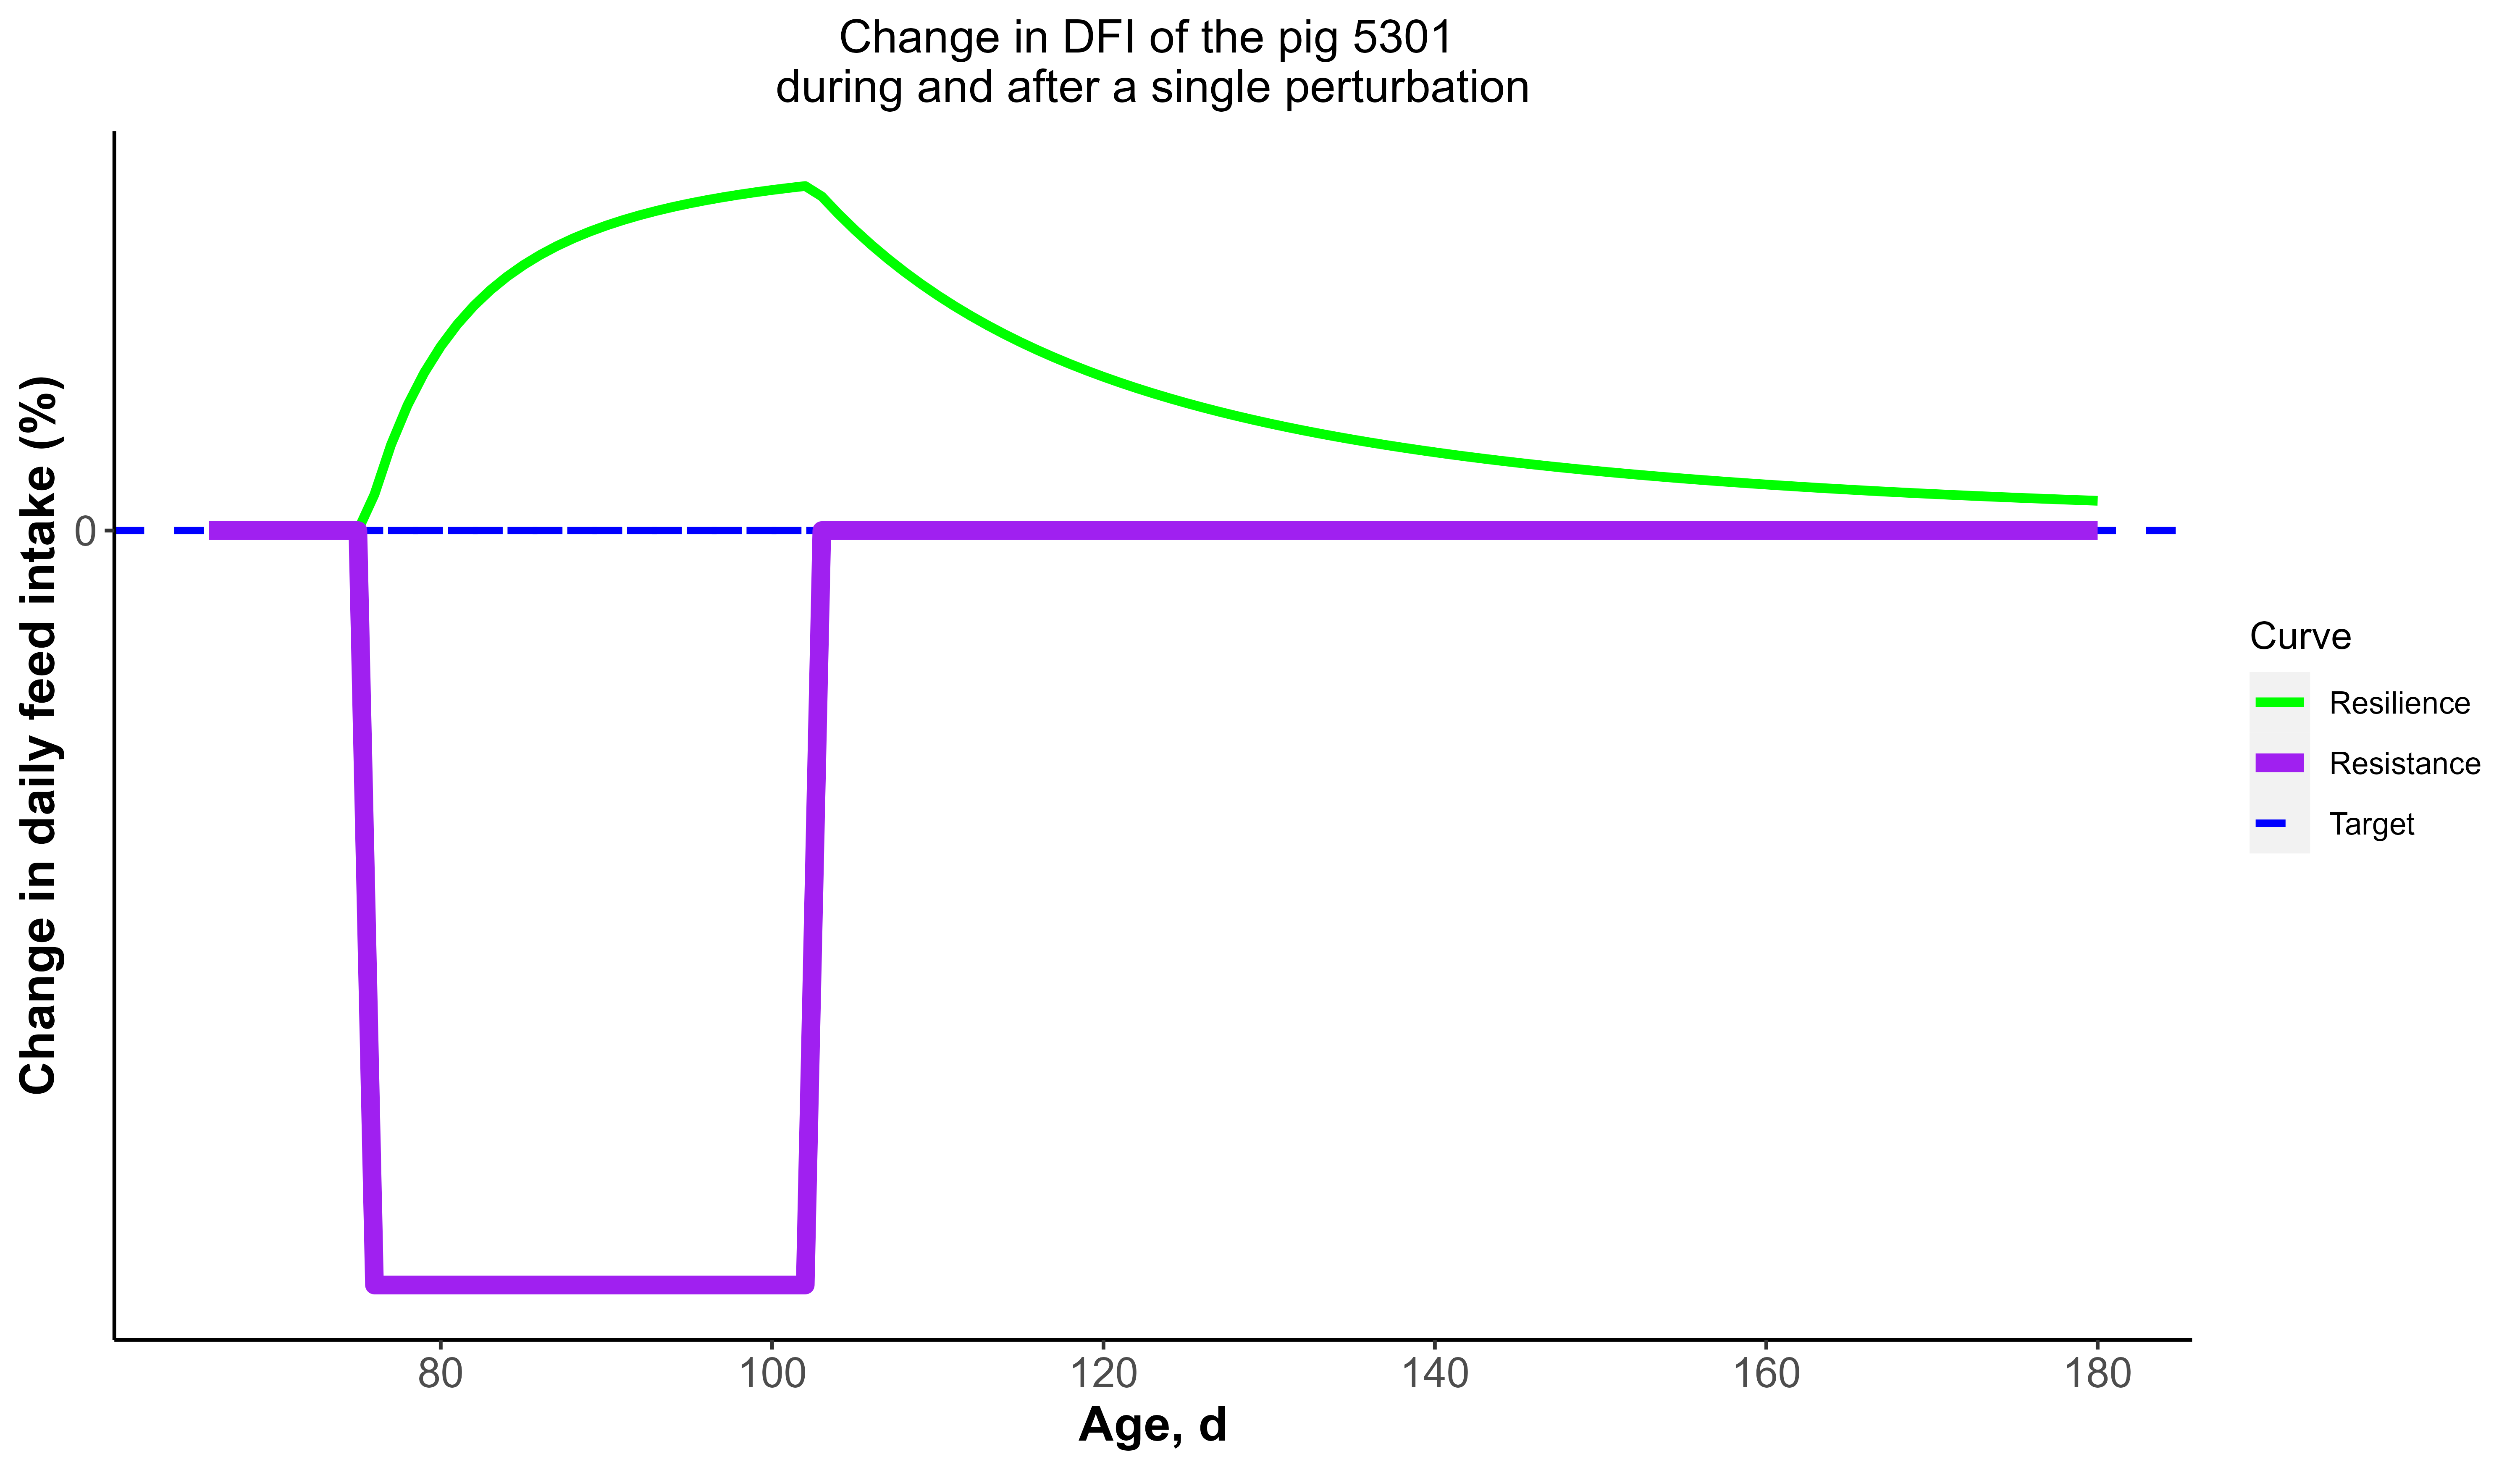 Change in DFI of the pig 5301
during and after a single perturbation
Change in daily feed intake (%)
0
80
100
120
140
160
180
Age, d
Curve
Resilience
Resistance
Target